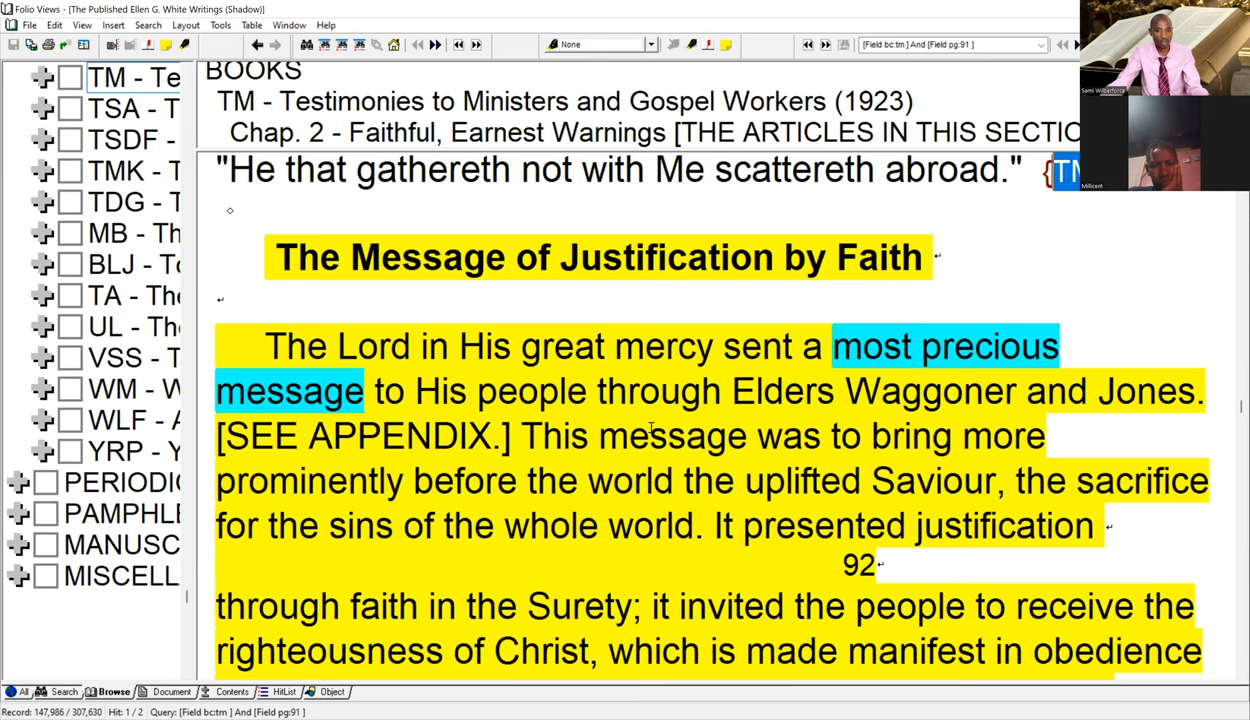 Folio Views - [The Published Ellen G. White Writings (Shadow)]
File Edit View Insert Search Layout Tools Table Window Help
None
[Field bc:tm ] And [Field pg:91 ]
TM - Te
TSA - T
TSDF -
TMK - T
TDG - T
MB - Th
BLJ - To
TA - The
UL - The
VSS - T
WM - W
WLF - A
YRP - Y
PERIODIC
PAMPHLE
MANUSC
MISCELL
BOOKS
TM - Testimonies to Ministers and Gospel Workers (1923)
Chap. 2 - Faithful, Earnest Warnings [THE ARTICLES IN THIS SECTIO
"He that gathereth not with Me scattereth abroad." {TM
The Message of Justification by Faith
The Lord in His great mercy sent a most precious
message to His people through Elders Waggoner and Jones.
[SEE APPENDIX.] This message was to bring more
prominently before the world the uplifted Saviour, the sacrifice
for the sins of the whole world. It presented justification
92
through faith in the Surety; it invited the people to receive the
righteousness of Christ, which is made manifest in obedience
Sami Wilberforce
Millicent
All Search Browse Document Contents HitList Object
Record: 147,986 / 307,630 Hit: 1 / 2 Query: [Field bc:tm ] And [Field pg:91 ]